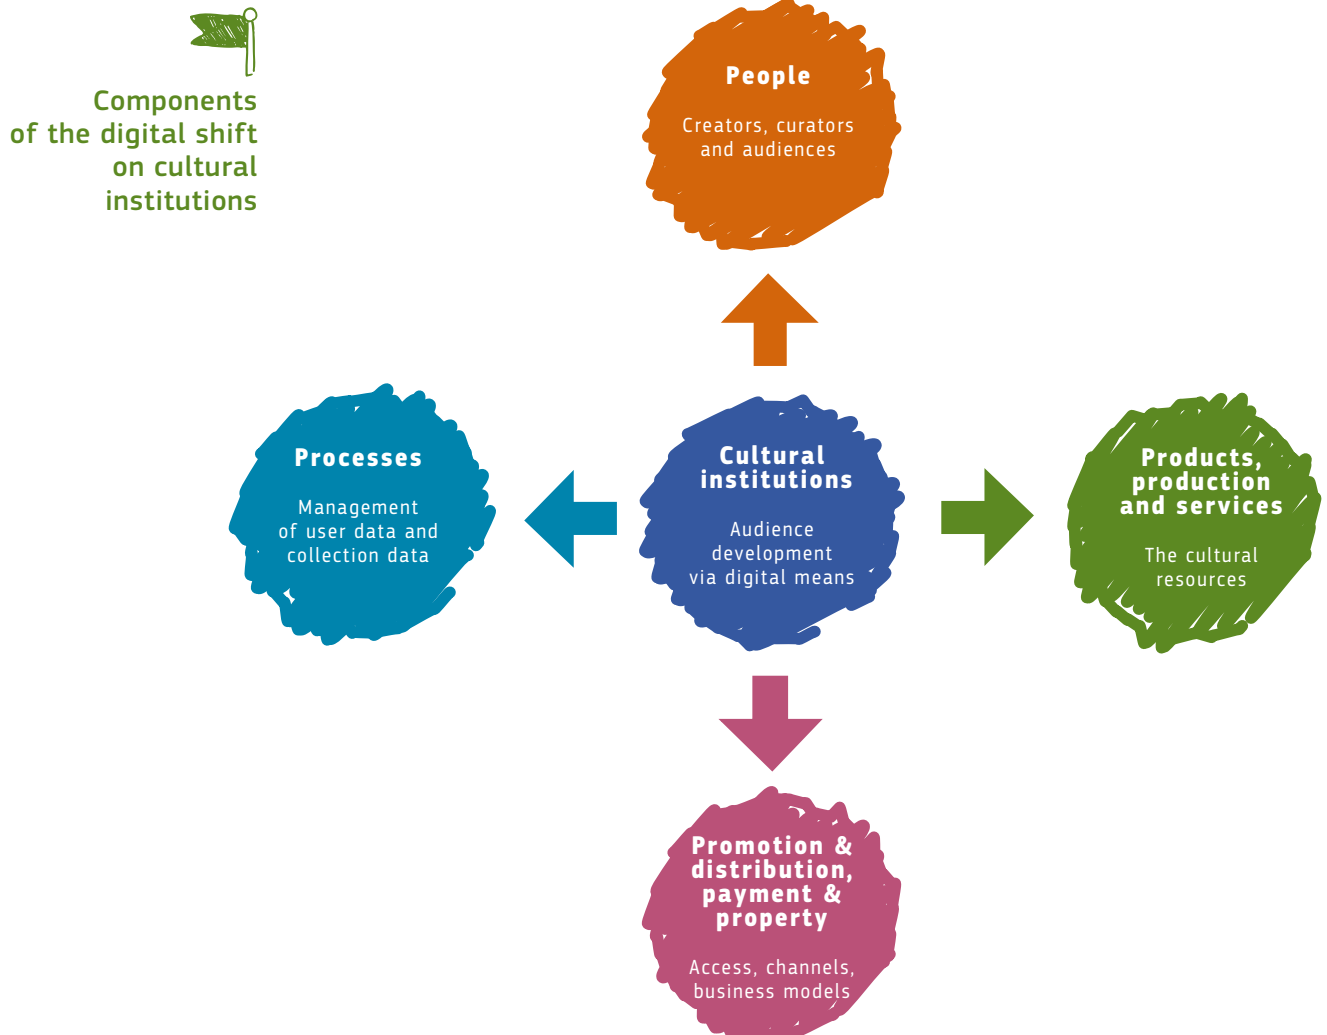 Components
of the digital shift
on cultural
institutions
People
Creators, curators
and audiences
Processes
Management
of user data and
collection data
Cultural
institutions
Audience
development
via digital means
Products,
production
and services
The cultural
resources
Promotion &
distribution,
payment &
property
Access, channels,
business models